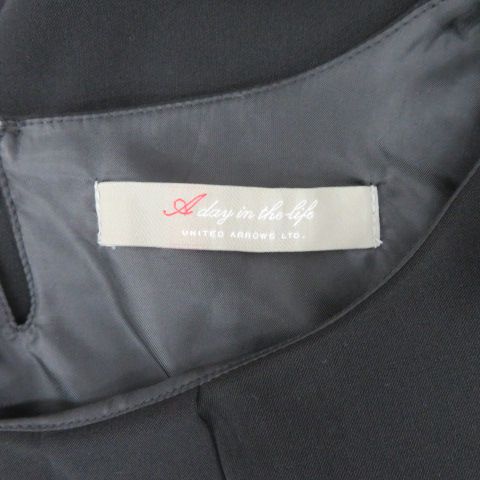 A day in the life
UNITED ARROWS LTD.